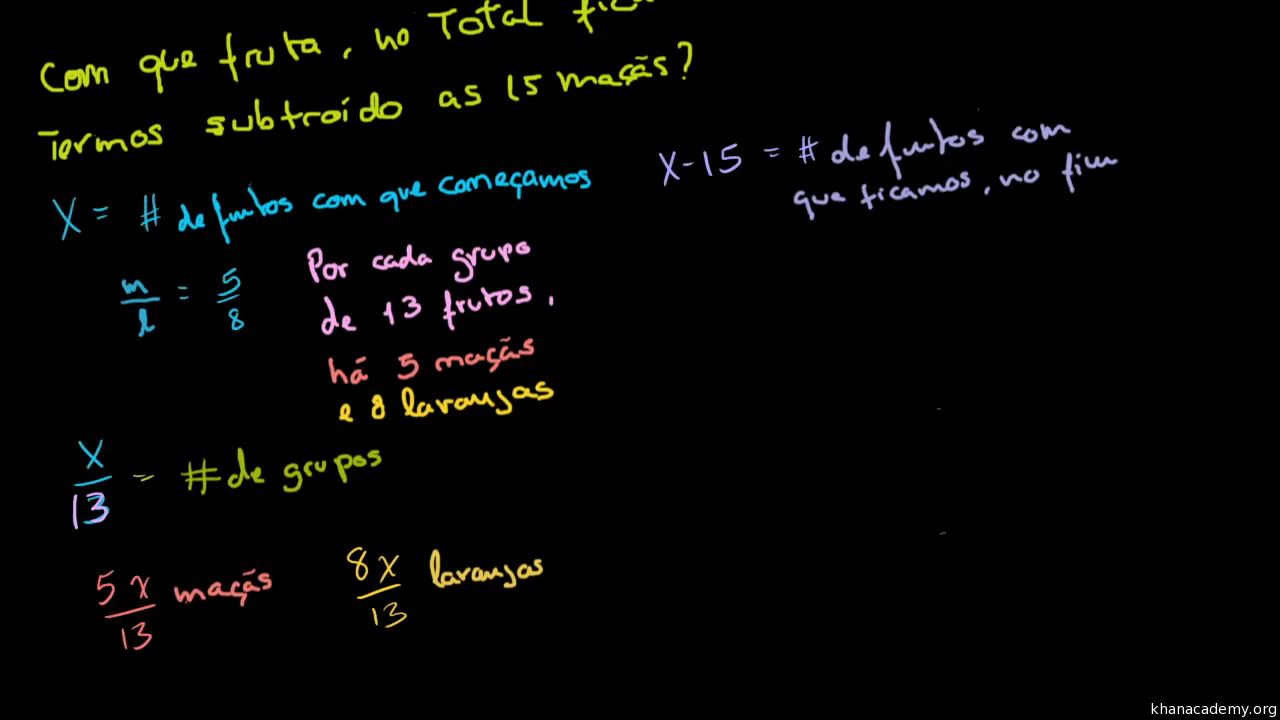 Com que fruta, no Total
Termos subtraído as 15 maçãs?
X = # de frutos com que começamos
X - 15 = # de frutos com
que ficamos, no fim
m/l = 5/8
Por cada grupo
de 13 frutos,
há 5 maçãs
e 8 laranjas
X/13 = # de grupos
5x/13 maçãs
8x/13 laranjas
khanacademy.org